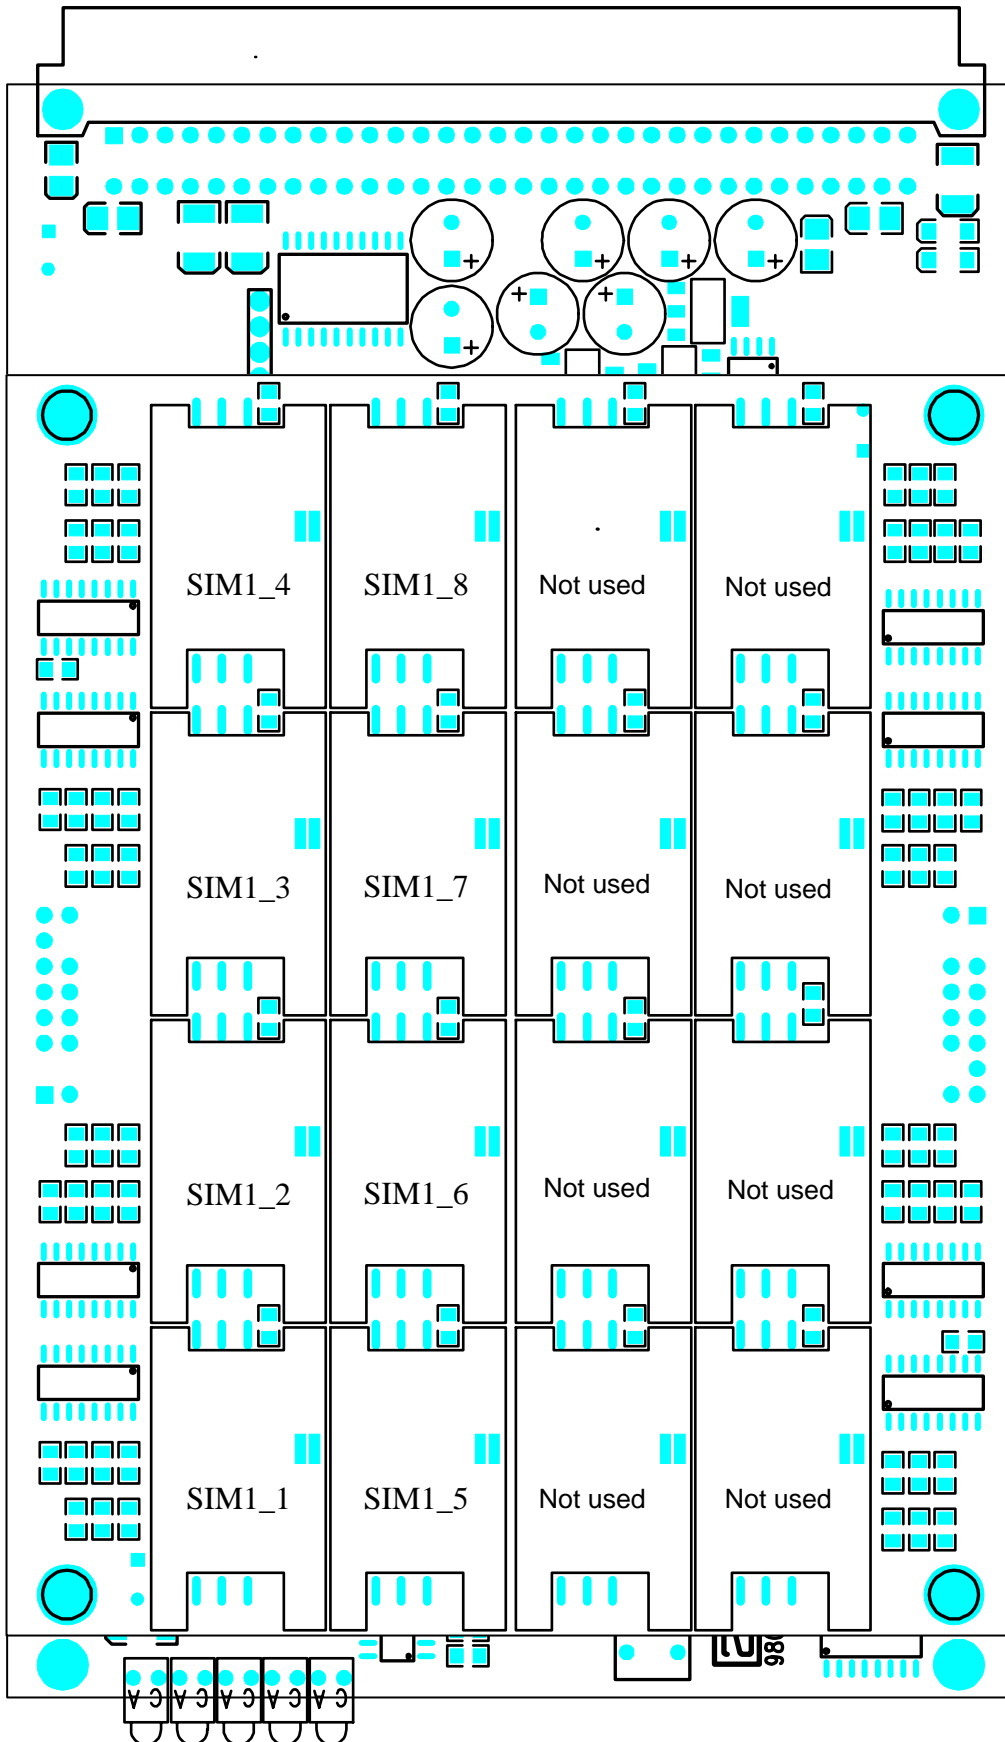 SIM1_4 SIM1_8 Not used Not used
SIM1_3 SIM1_7 Not used Not used
SIM1_2 SIM1_6 Not used Not used
SIM1_1 SIM1_5 Not used Not used
A C A C A C A C A C